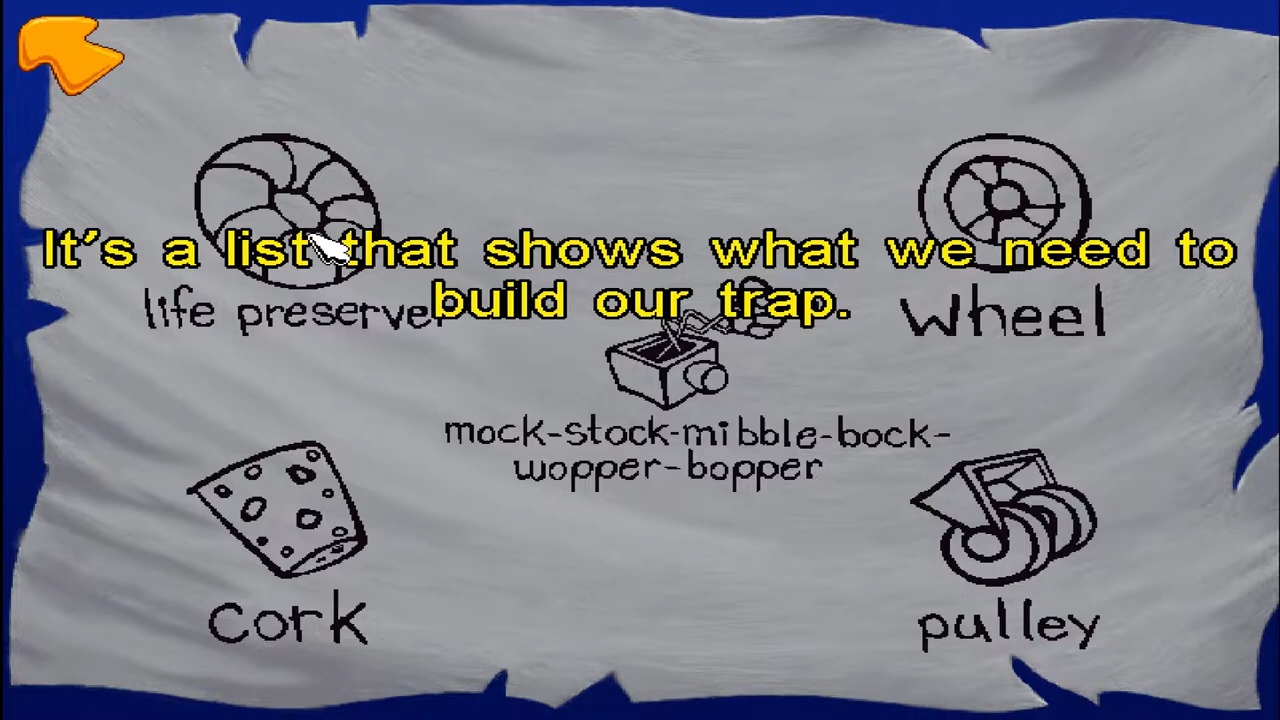 It's a list that shows what we need to
build our trap.
life preserver
Wheel
mock-stock-mibble-bock-
wopper-bopper
cork
pulley